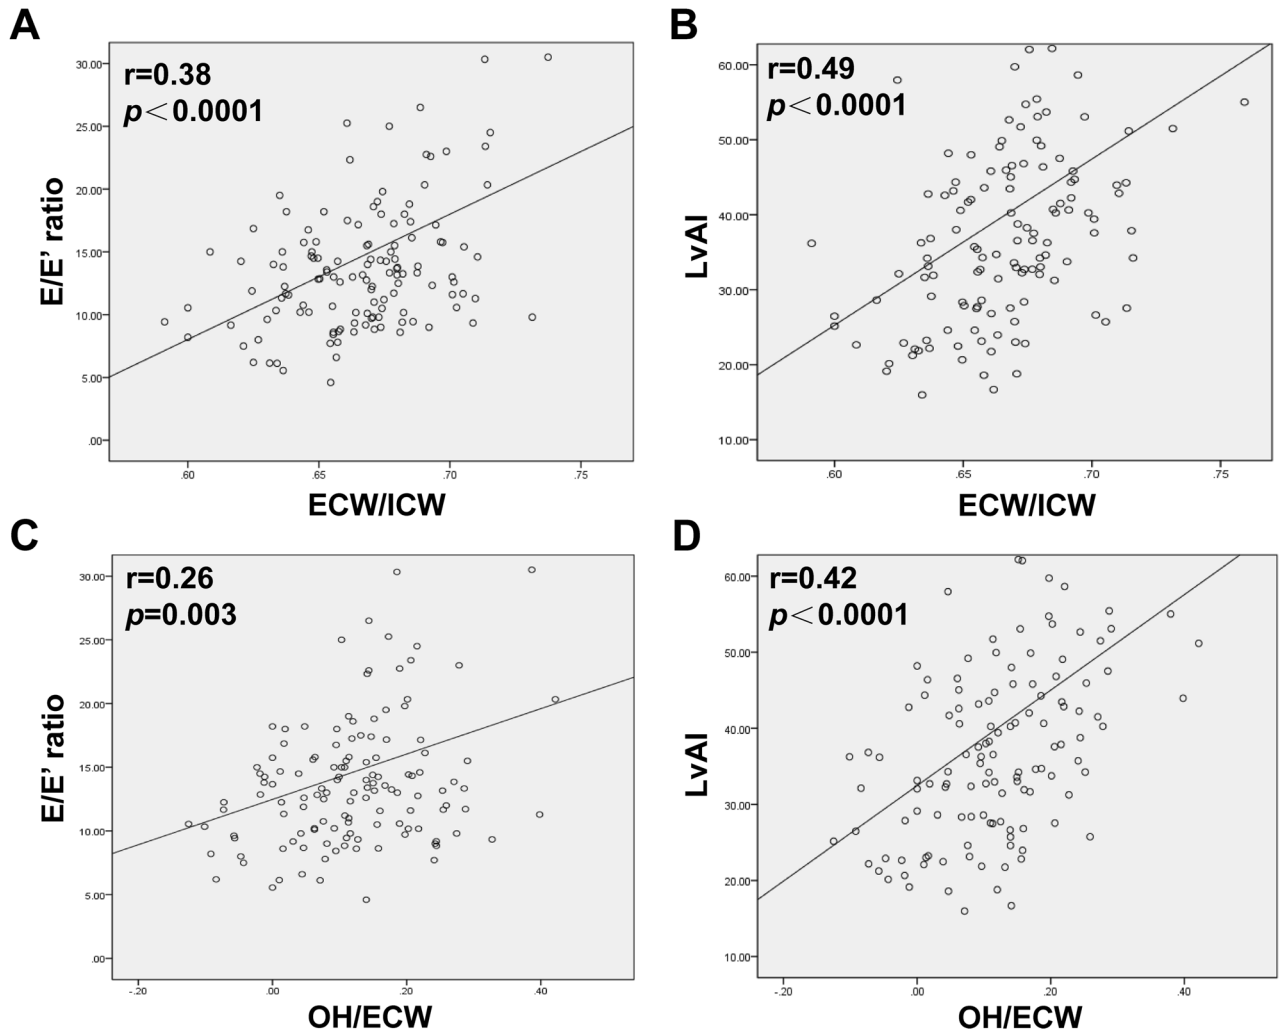 A
r=0.38
p<0.0001
E/E' ratio
30.00
25.00
20.00
15.00
10.00
5.00
.00
.60
.65
.70
.75
ECW/ICW
B
r=0.49
p<0.0001
LvAI
60.00
50.00
40.00
30.00
20.00
10.00
.60
.65
.70
.75
ECW/ICW
C
r=0.26
p=0.003
E/E' ratio
30.00
25.00
20.00
15.00
10.00
5.00
.00
-.20
.00
.20
.40
OH/ECW
D
r=0.42
p<0.0001
LvAI
60.00
50.00
40.00
30.00
20.00
10.00
-.20
.00
.20
.40
OH/ECW